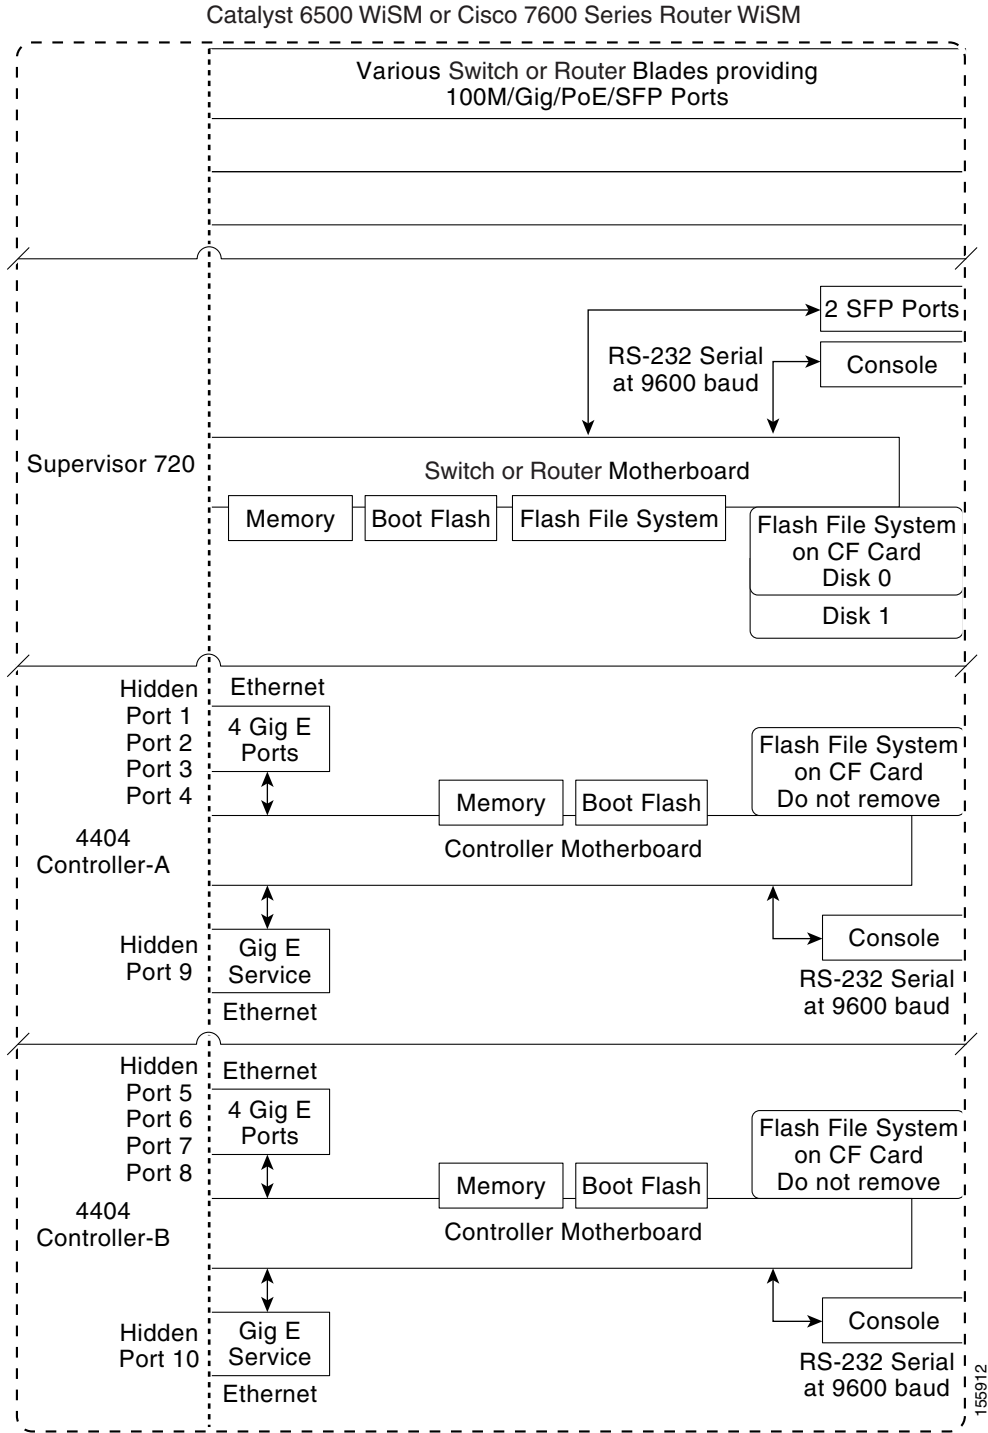 Catalyst 6500 WiSM or Cisco 7600 Series Router WiSM
Various Switch or Router Blades providing
100M/Gig/PoE/SFP Ports
2 SFP Ports
RS-232 Serial
at 9600 baud
Console
Supervisor 720
Switch or Router Motherboard
Memory
Boot Flash
Flash File System
Flash File System
on CF Card
Disk 0
Disk 1
Hidden
Port 1
Port 2
Port 3
Port 4
Ethernet
4 Gig E
Ports
Flash File System
on CF Card
Do not remove
Memory
Boot Flash
4404
Controller-A
Controller Motherboard
Hidden
Port 9
Gig E
Service
Ethernet
Console
RS-232 Serial
at 9600 baud
Hidden
Port 5
Port 6
Port 7
Port 8
Ethernet
4 Gig E
Ports
Flash File System
on CF Card
Do not remove
Memory
Boot Flash
4404
Controller-B
Controller Motherboard
Hidden
Port 10
Gig E
Service
Ethernet
Console
RS-232 Serial
at 9600 baud
155912